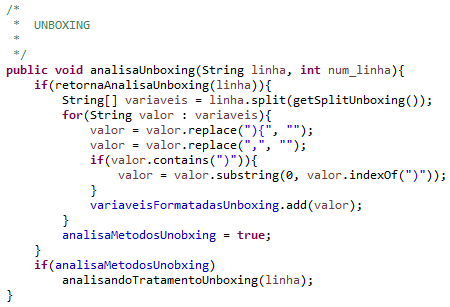 /*
 *  UNBOXING
 *
 */
public void analisaUnboxing(String linha, int num_linha){
    if(retornaAnalisaUnboxing(linha)){
        String[] variaveis = linha.split(getSplitUnboxing());
        for(String valor : variaveis){
            valor = valor.replace("){", "");
            valor = valor.replace(",", "");
            if(valor.contains(")")){
                valor = valor.substring(0, valor.indexOf(")"));
            }
            variaveisFormatadasUnboxing.add(valor);
        }
        analisaMetodosUnobxing = true;
    }
    if(analisaMetodosUnobxing)
        analisandoTratamentoUnboxing(linha);
}